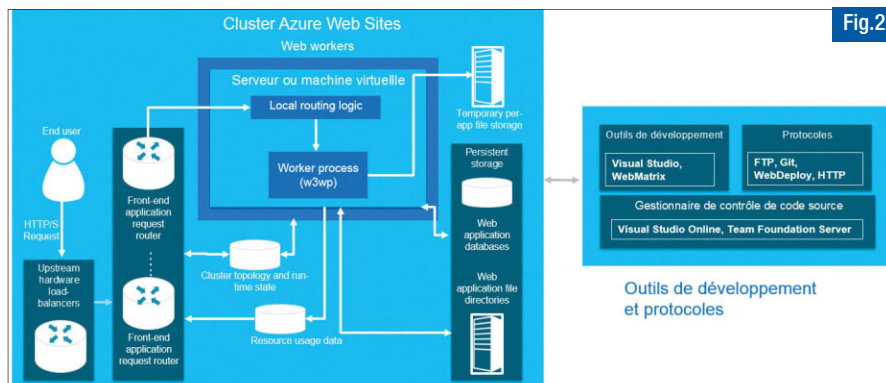 Fig.2
Cluster Azure Web Sites
Web workers
Serveur ou machine virtuellle
Local routing logic
Worker process
(w3wp)
Temporary per-
app file storage
End user
HTTP/S
Request
Upstream
hardware
load-
balancers
Front-end
application
request
router
Front-end
application
request router
Cluster topology and run-
time state
Resource usage data
Persistent
storage
Web
application
databases
Web
application file
directories
Outils de développement
Visual Studio,
WebMatrix
Protocoles
FTP, Git,
WebDeploy, HTTP
Gestionnaire de contrôle de code source
Visual Studio Online, Team Foundation Server
Outils de développement
et protocoles